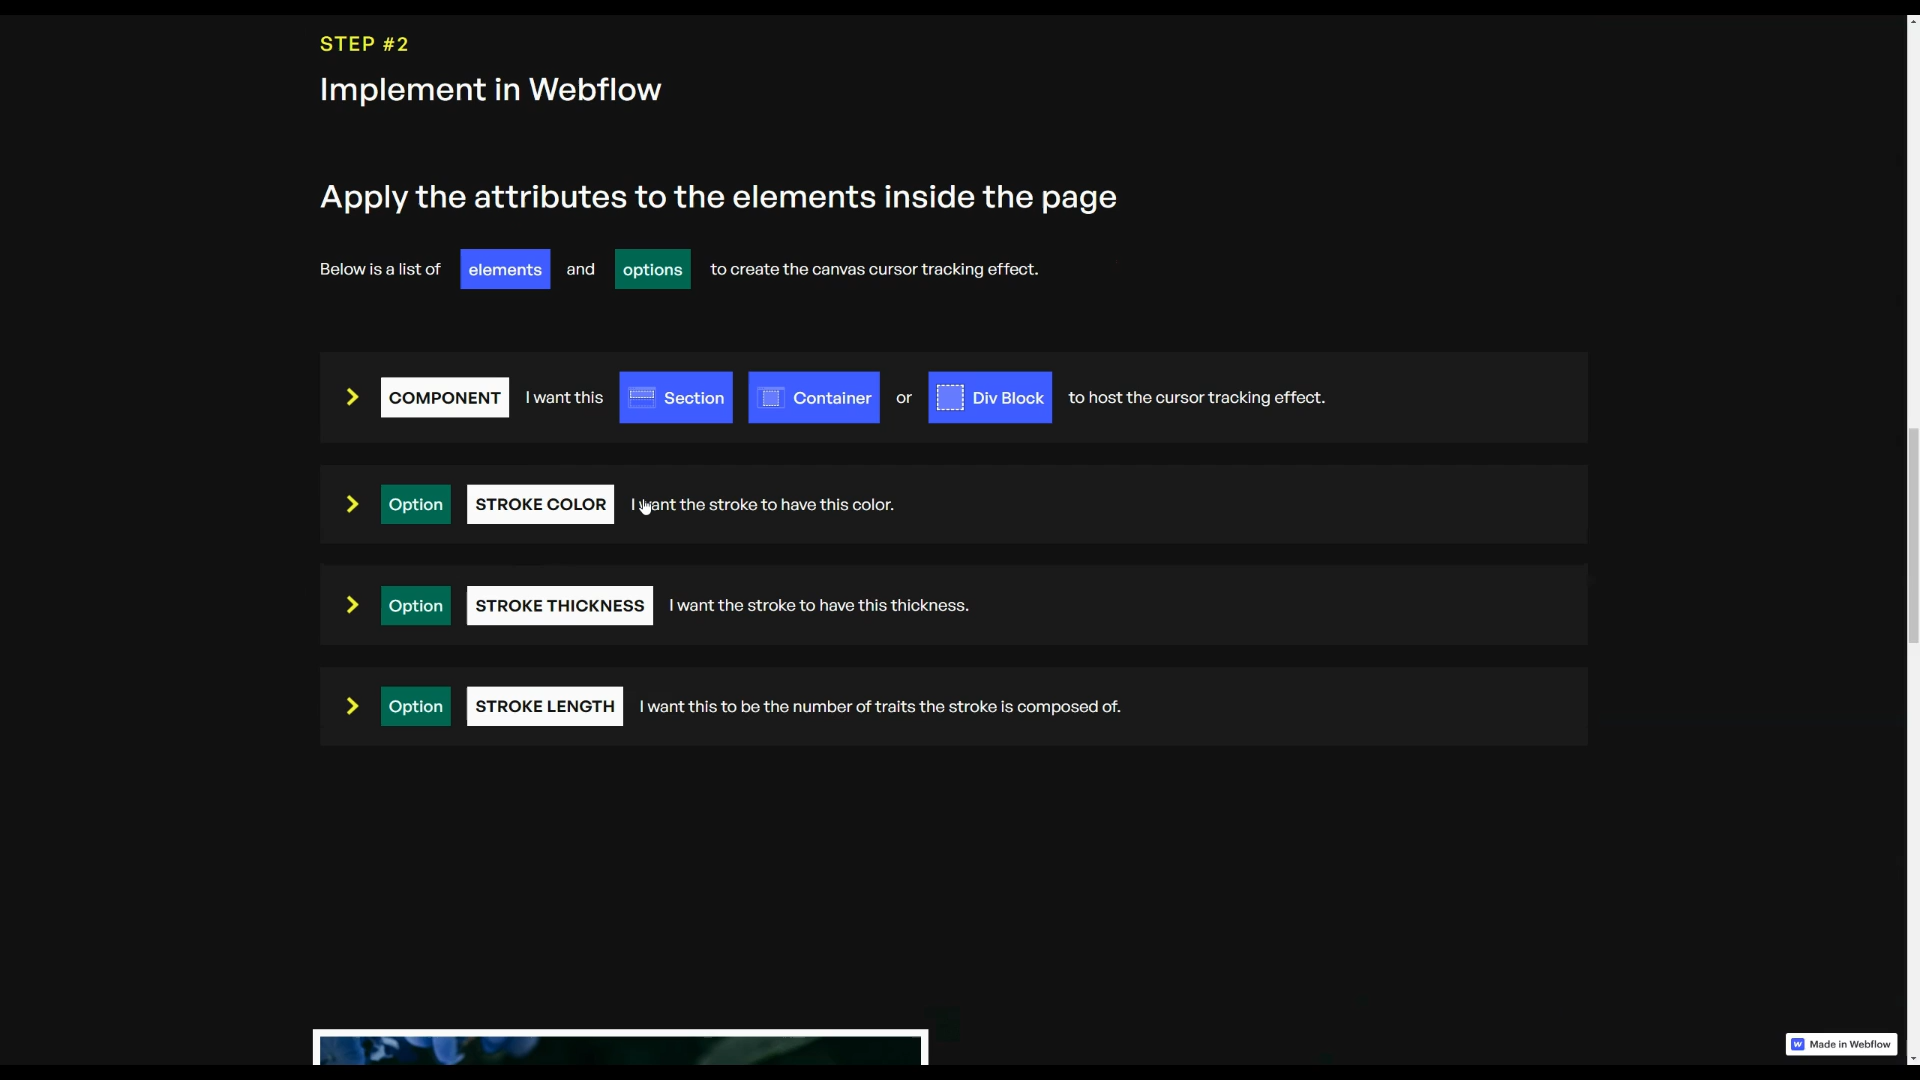 STEP #2
Implement in Webflow
Apply the attributes to the elements inside the page
Below is a list of elements and options to create the canvas cursor tracking effect.
COMPONENT I want this Section Container or Div Block to host the cursor tracking effect.
Option STROKE COLOR I want the stroke to have this color.
Option STROKE THICKNESS I want the stroke to have this thickness.
Option STROKE LENGTH I want this to be the number of traits the stroke is composed of.
Made in Webflow